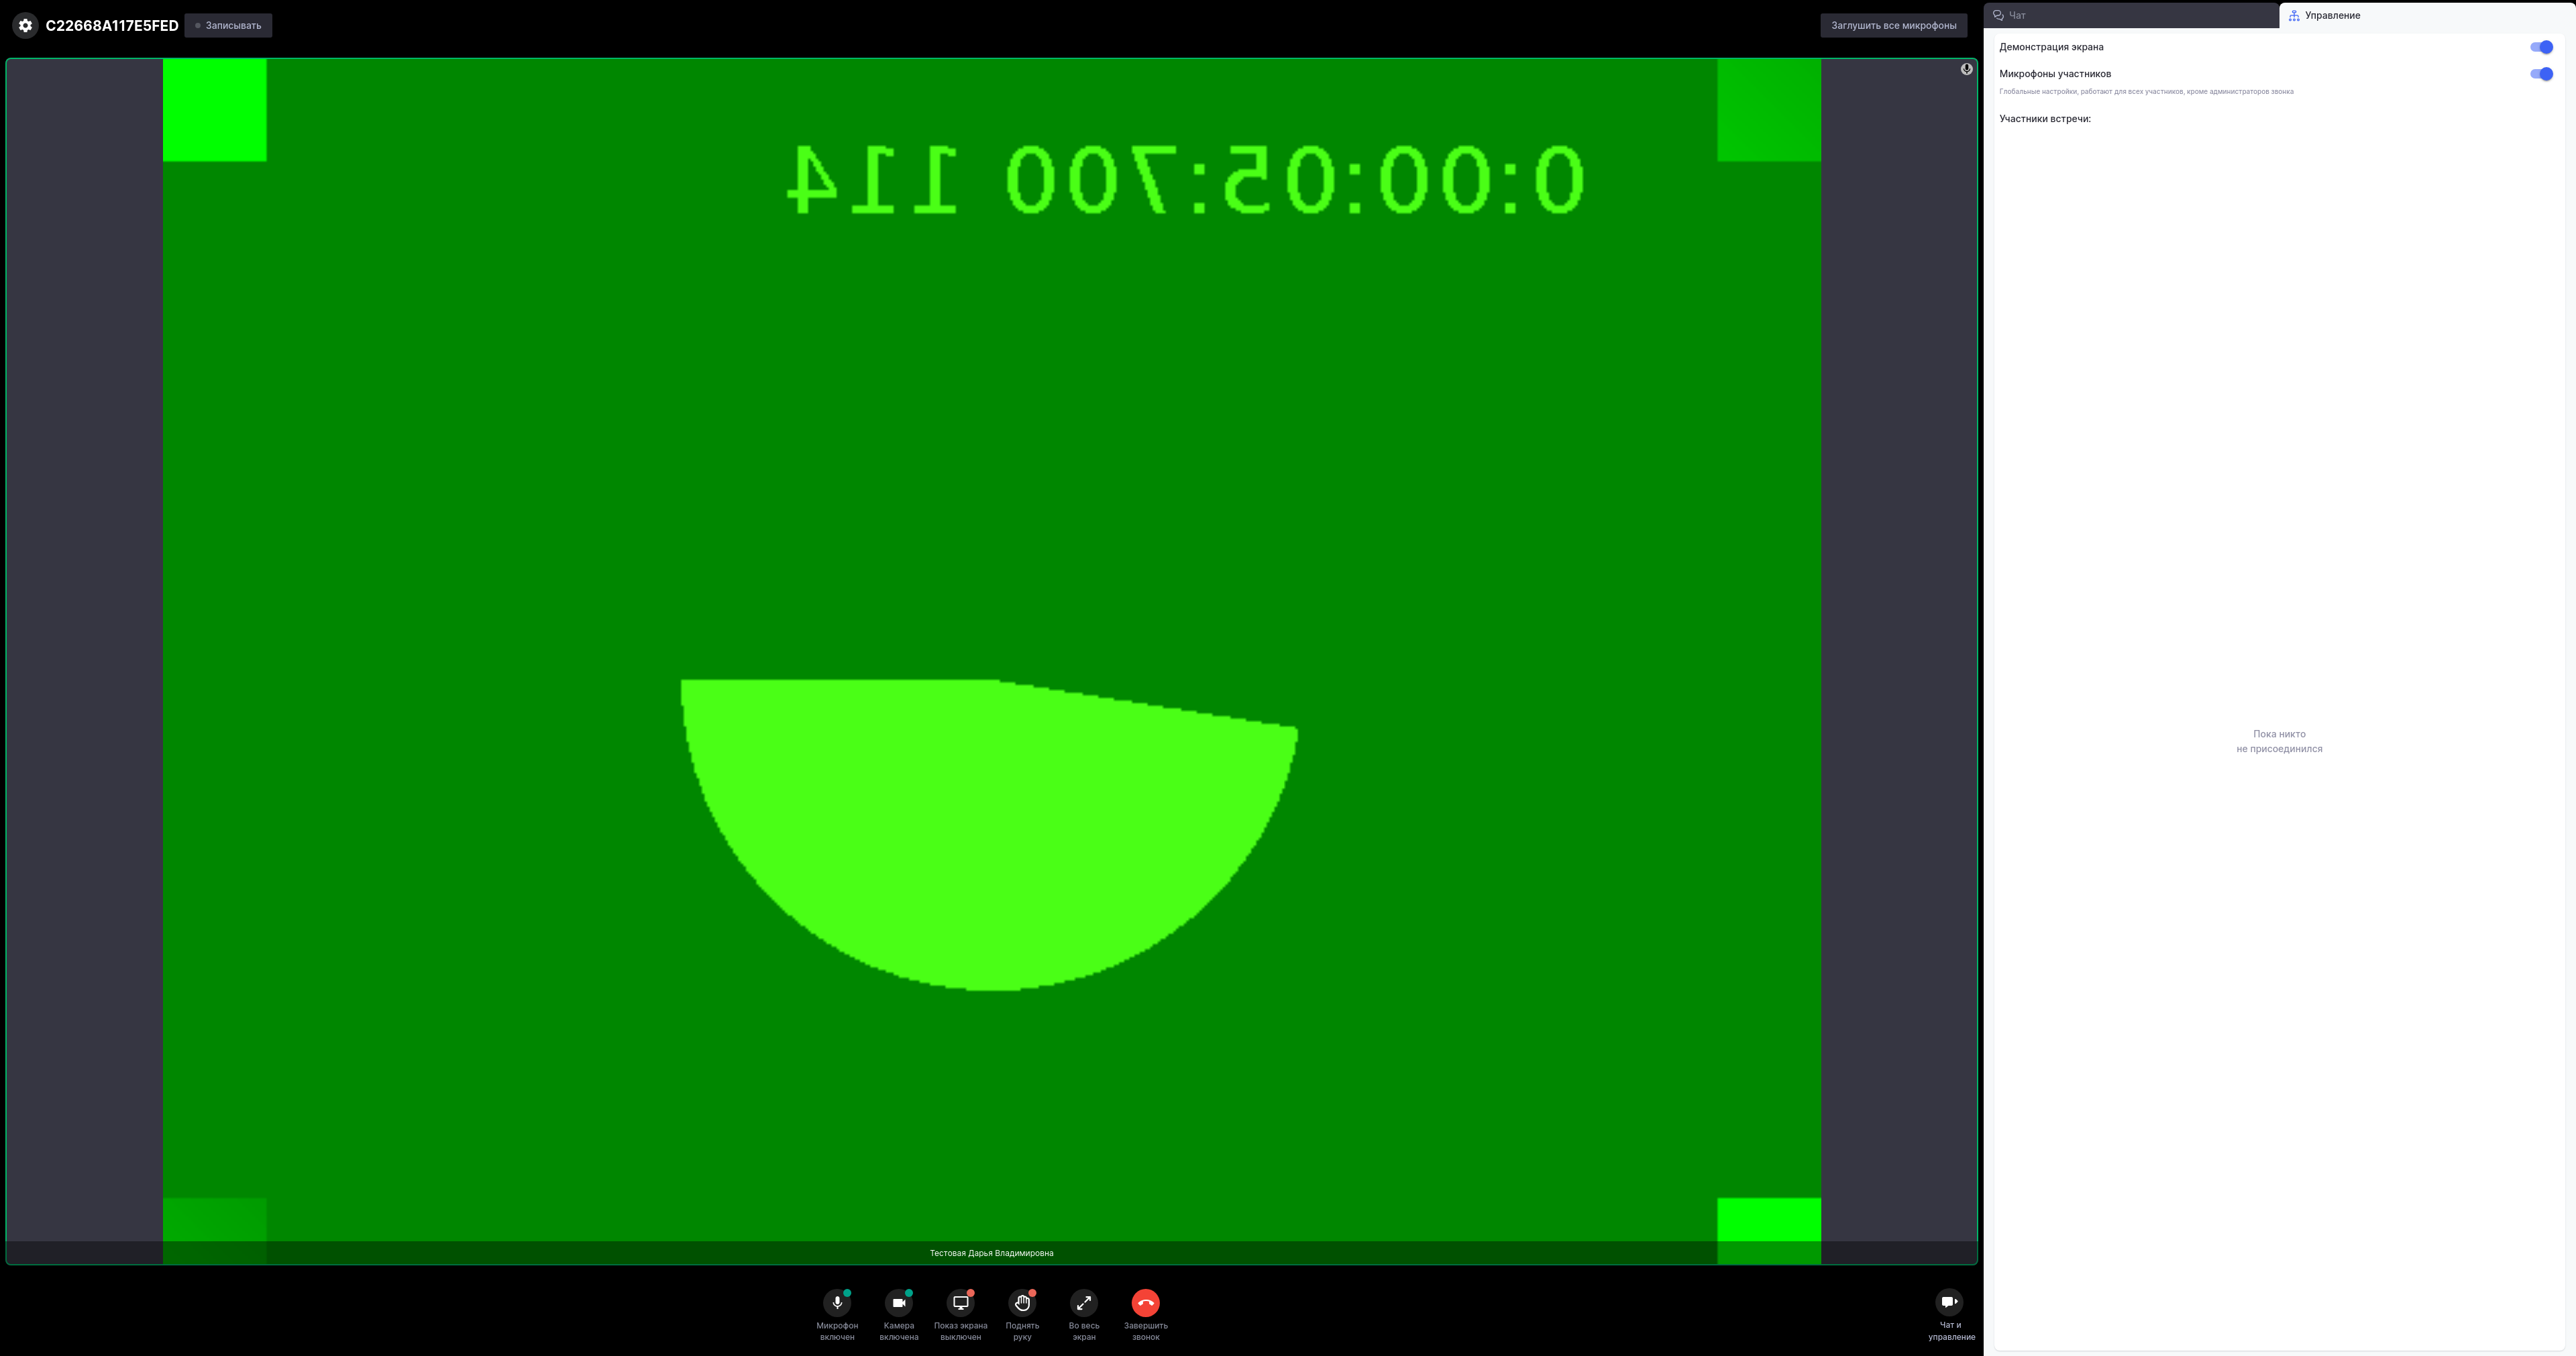 C22668A117E5FED
Записывать
Заглушить все микрофоны
Чат
Управление
Демонстрация экрана
Микрофоны участников
Глобальные настройки, работают для всех участников, кроме администраторов звонка
Участники встречи:
0:00:05:700 114
Пока никто
не присоединился
Тестовая Дарья Владимировна
Микрофон
включен
Камера
включена
Показ экрана
выключен
Поднять
руку
Во весь
экран
Завершить
звонок
Чат и
управление